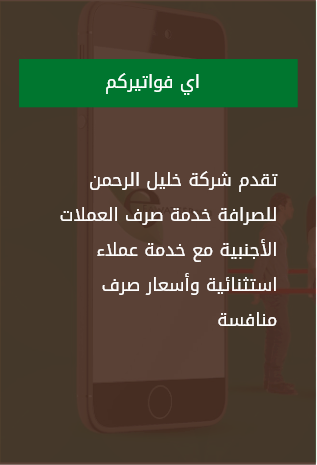 اي فواتيركم
تقدم شركة خليل الرحمن
للصرافة خدمة صرف العملات
الأجنبية مع خدمة عملاء
استثنائية وأسعار صرف
منافسة